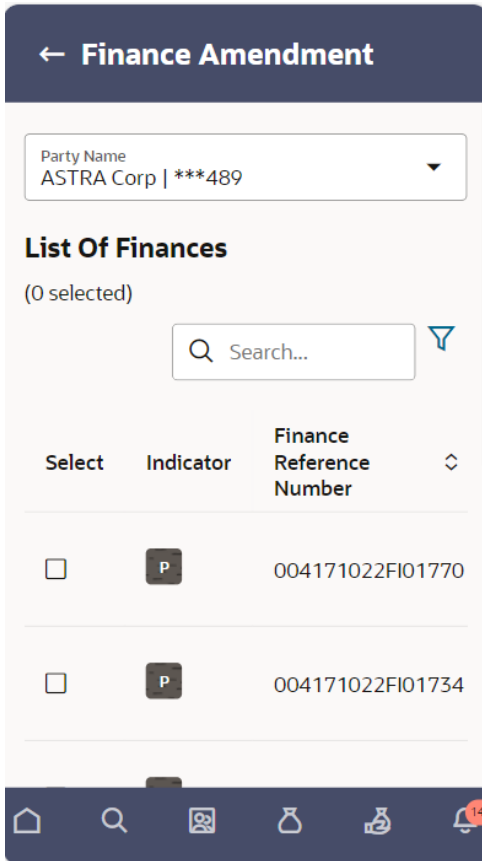 ← Finance Amendment
Party Name
ASTRA Corp | ***489
List Of Finances
(0 selected)
Search...
Select Indicator Finance Reference Number
P 004171022FI01770
P 004171022FI01734
14